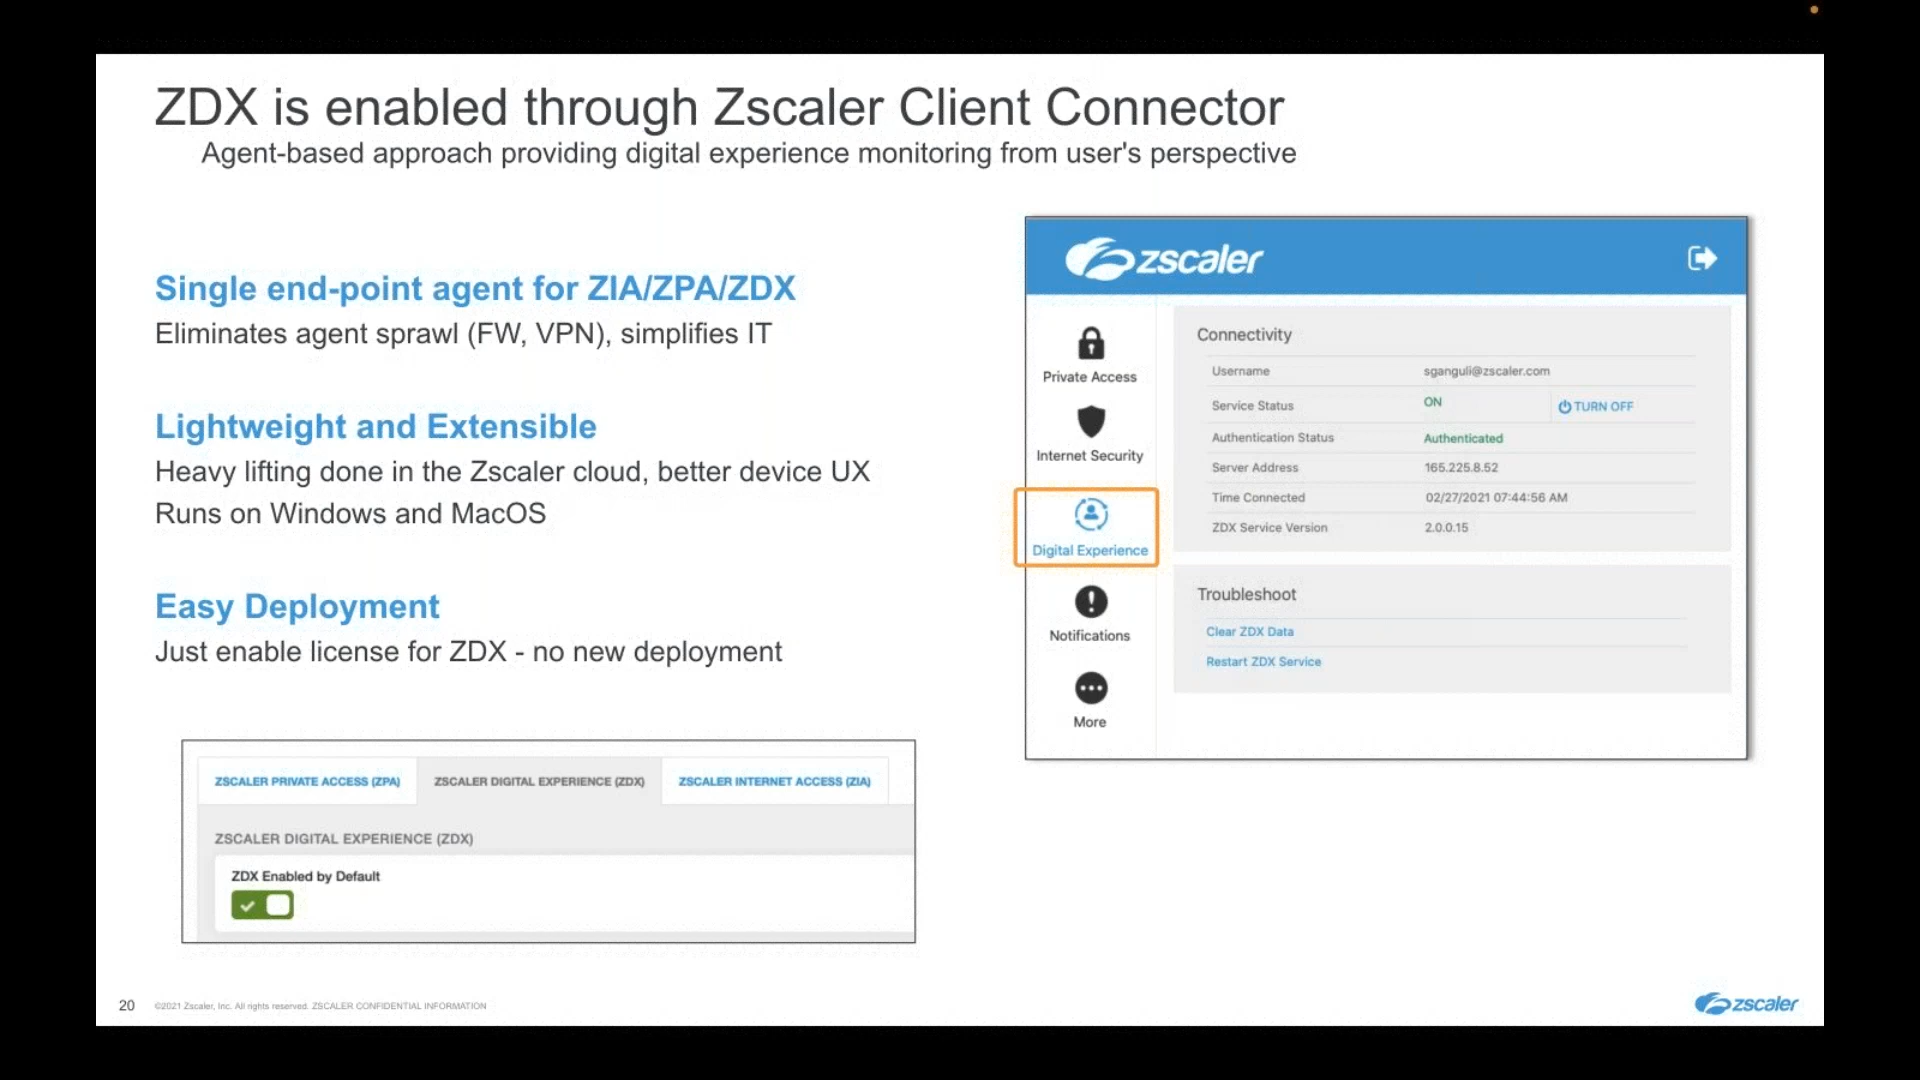 ZDX is enabled through Zscaler Client Connector
Agent-based approach providing digital experience monitoring from user's perspective
Single end-point agent for ZIA/ZPA/ZDX
Eliminates agent sprawl (FW, VPN), simplifies IT
Lightweight and Extensible
Heavy lifting done in the Zscaler cloud, better device UX
Runs on Windows and MacOS
Easy Deployment
Just enable license for ZDX - no new deployment
ZSCALER PRIVATE ACCESS (ZPA)
ZSCALER DIGITAL EXPERIENCE (ZDX)
ZSCALER INTERNET ACCESS (ZIA)
ZSCALER DIGITAL EXPERIENCE (ZDX)
ZDX Enabled by Default
zscaler
Private Access
Internet Security
Digital Experience
Notifications
More
Connectivity
Username sganguli@zscaler.com
Service Status ON TURN OFF
Authentication Status Authenticated
Server Address 165.225.8.52
Time Connected 02/27/2021 07:44:56 AM
ZDX Service Version 2.0.0.15
Troubleshoot
Clear ZDX Data
Restart ZDX Service
20 ©2021 Zscaler, Inc. All rights reserved. ZSCALER CONFIDENTIAL INFORMATION
zscaler